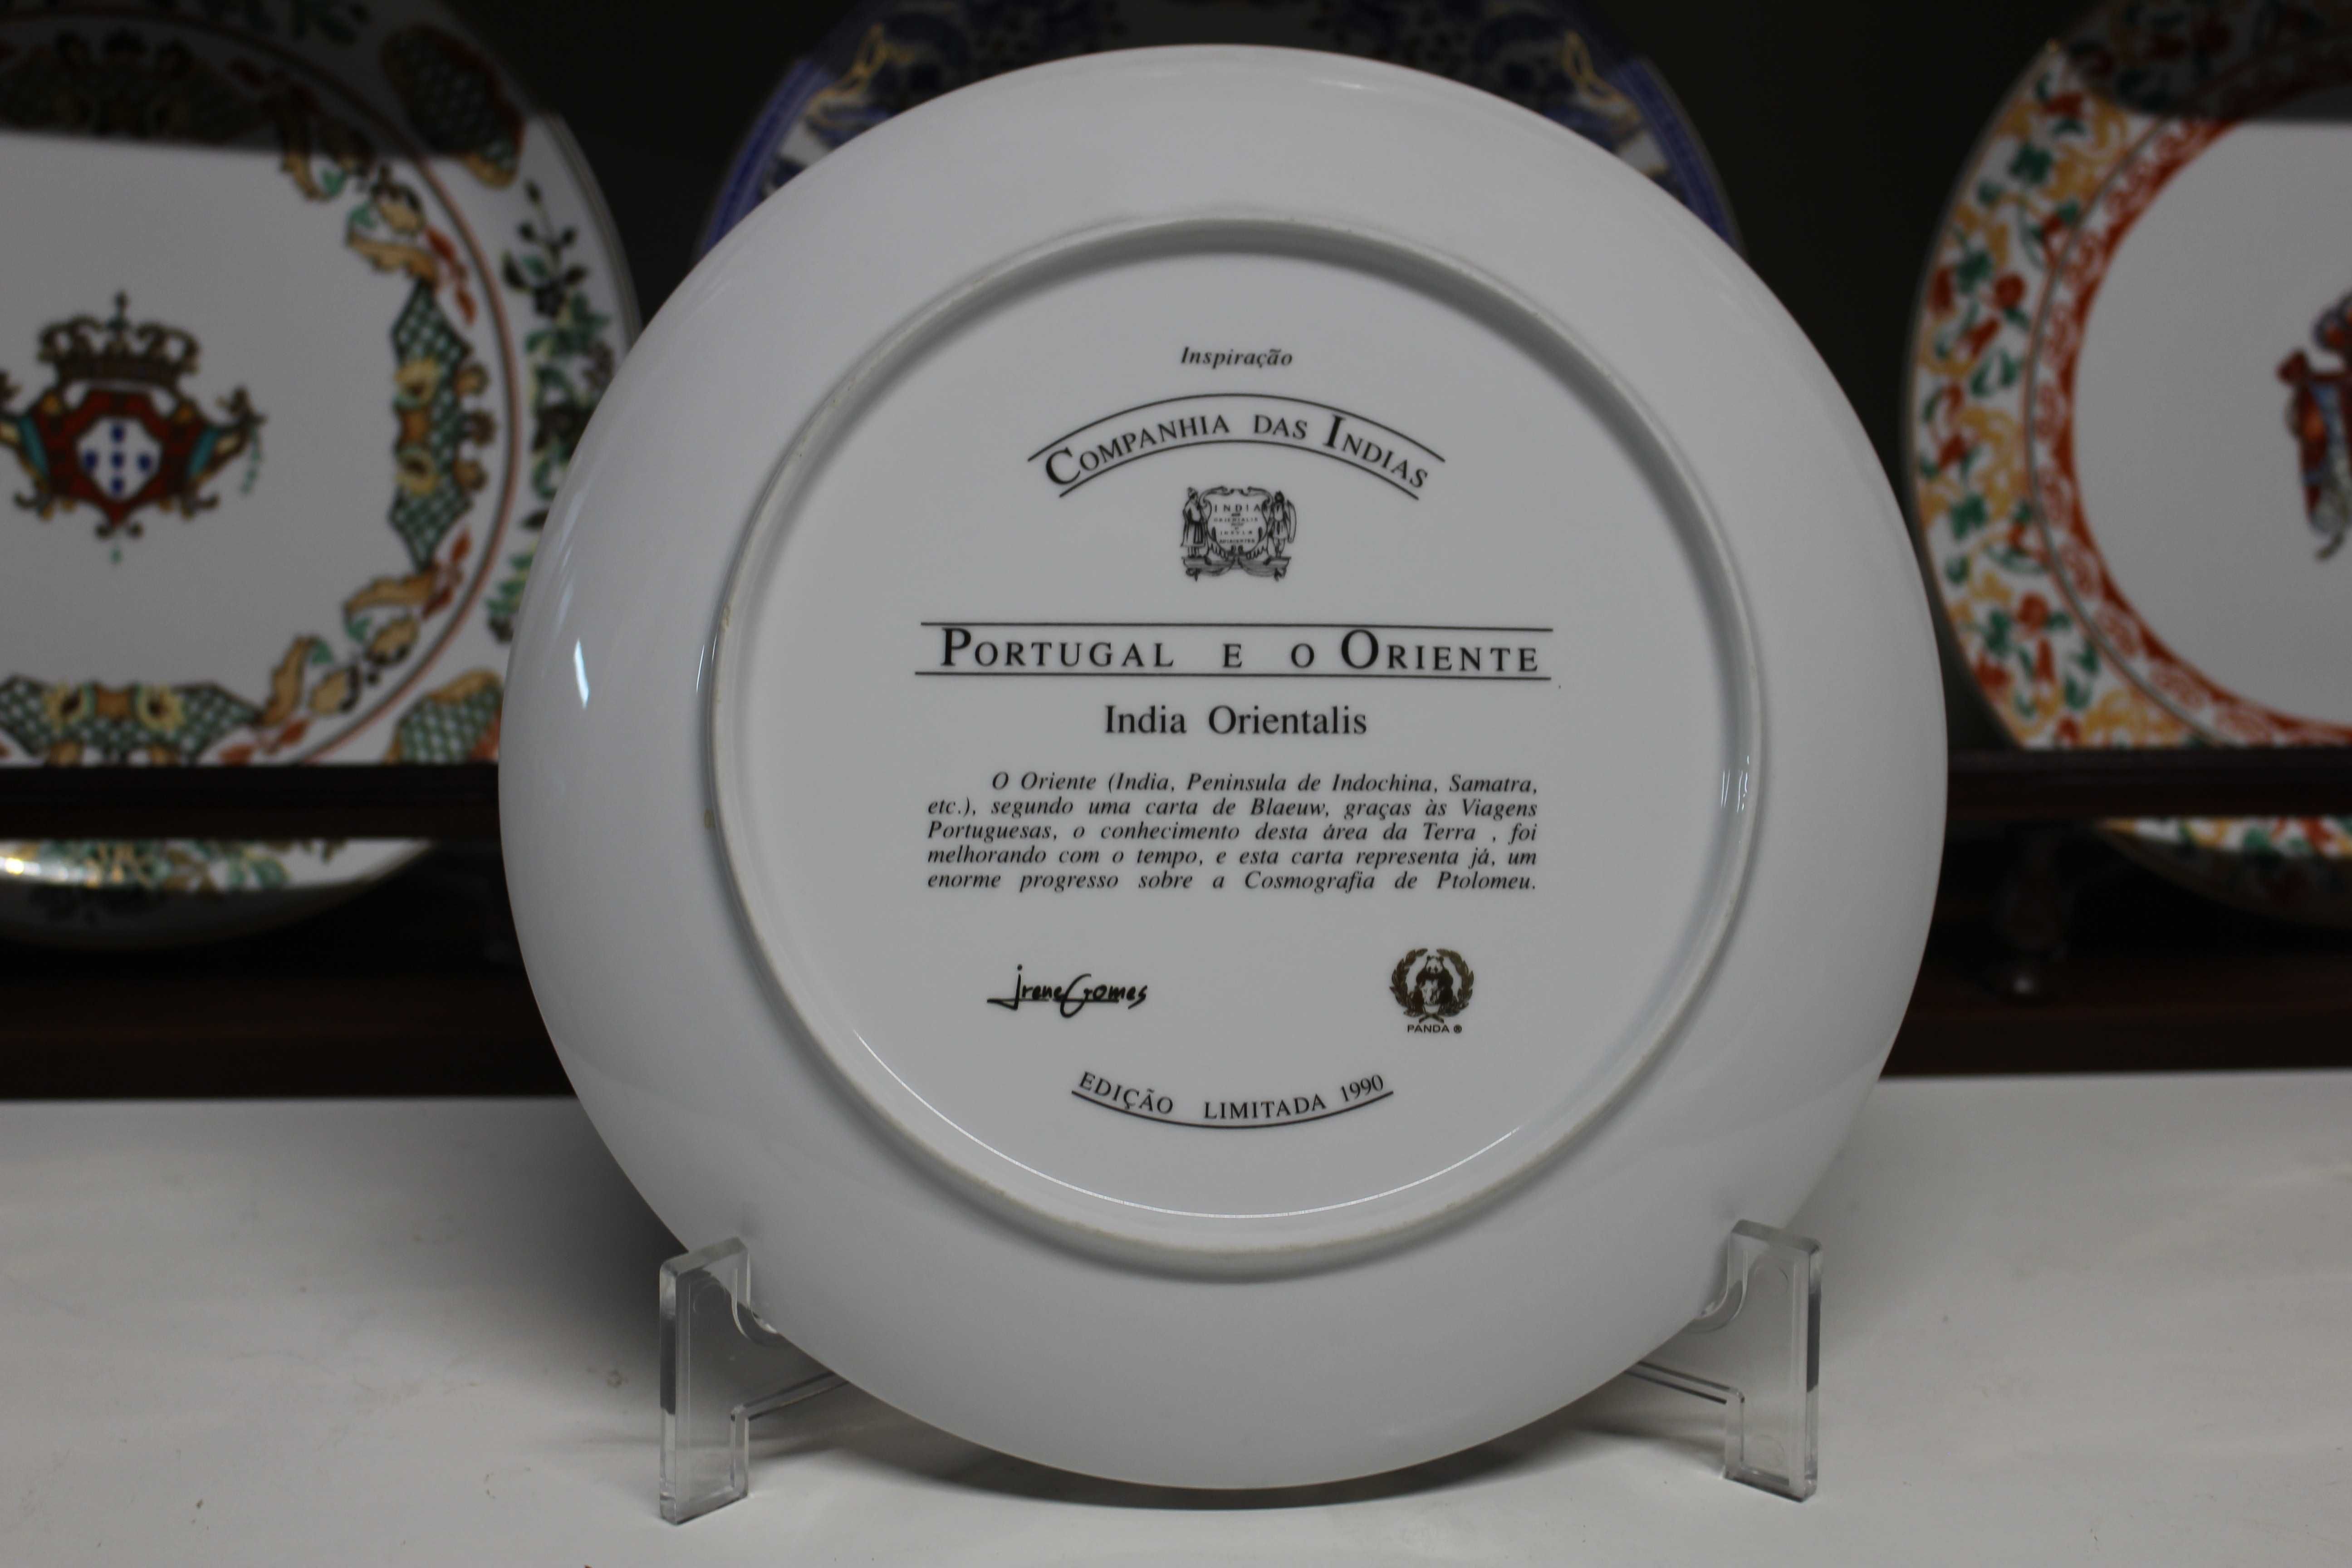 Inspiração
COMPANHIA DAS INDIAS
INDIA
PORTUGAL E O ORIENTE
India Orientalis
O Oriente (India, Peninsula de Indochina, Samatra,
etc.), segundo uma carta de Blaeuw, graças às Viagens
Portuguesas, o conhecimento desta área da Terra , foi
melhorando com o tempo, e esta carta representa já, um
enorme progresso sobre a Cosmografia de Ptolomeu.
Irene Gomes
PANDA ®
EDIÇÃO LIMITADA 1990